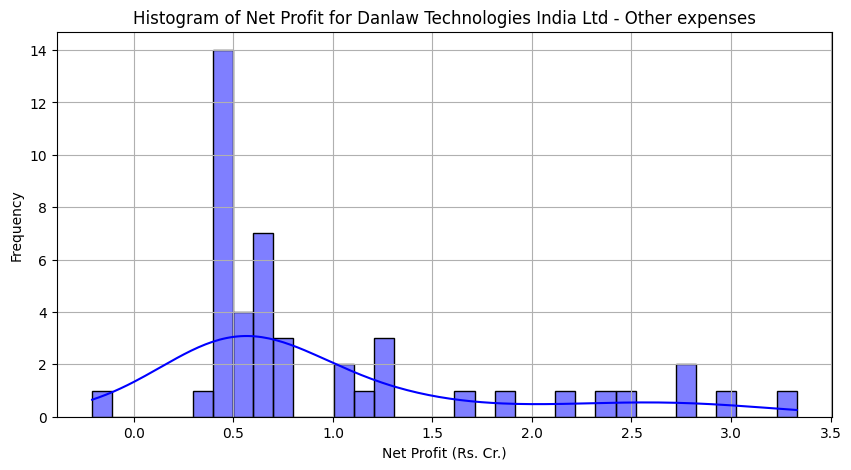 Histogram of Net Profit for Danlaw Technologies India Ltd - Other expenses
14
12
10
8
6
4
2
0
Frequency
0.0 0.5 1.0 1.5 2.0 2.5 3.0 3.5
Net Profit (Rs. Cr.)